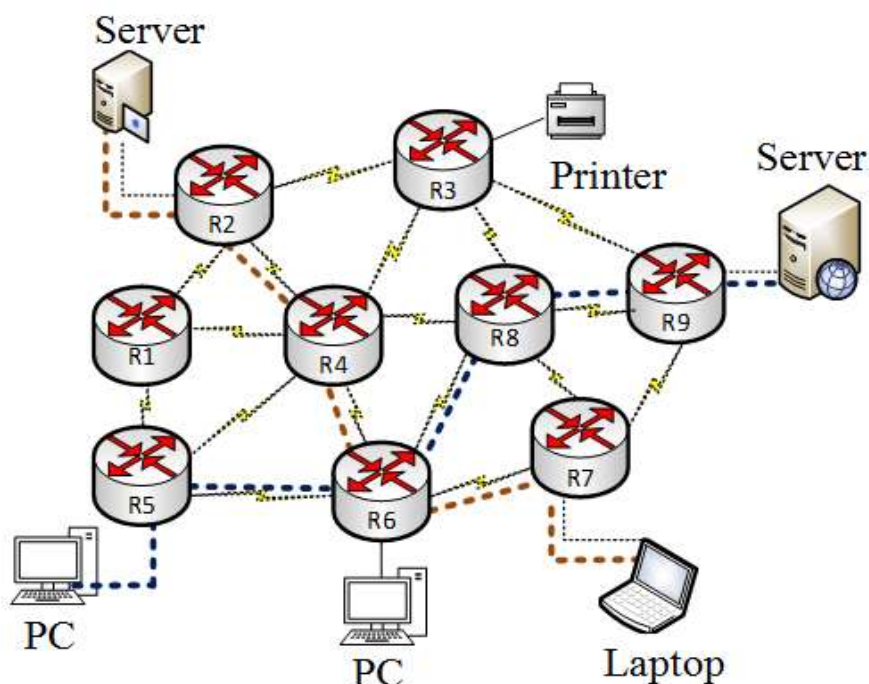 Server
R3
Printer
Server
R2
R9
R8
R1
R4
R7
R5
R6
PC
PC
Laptop